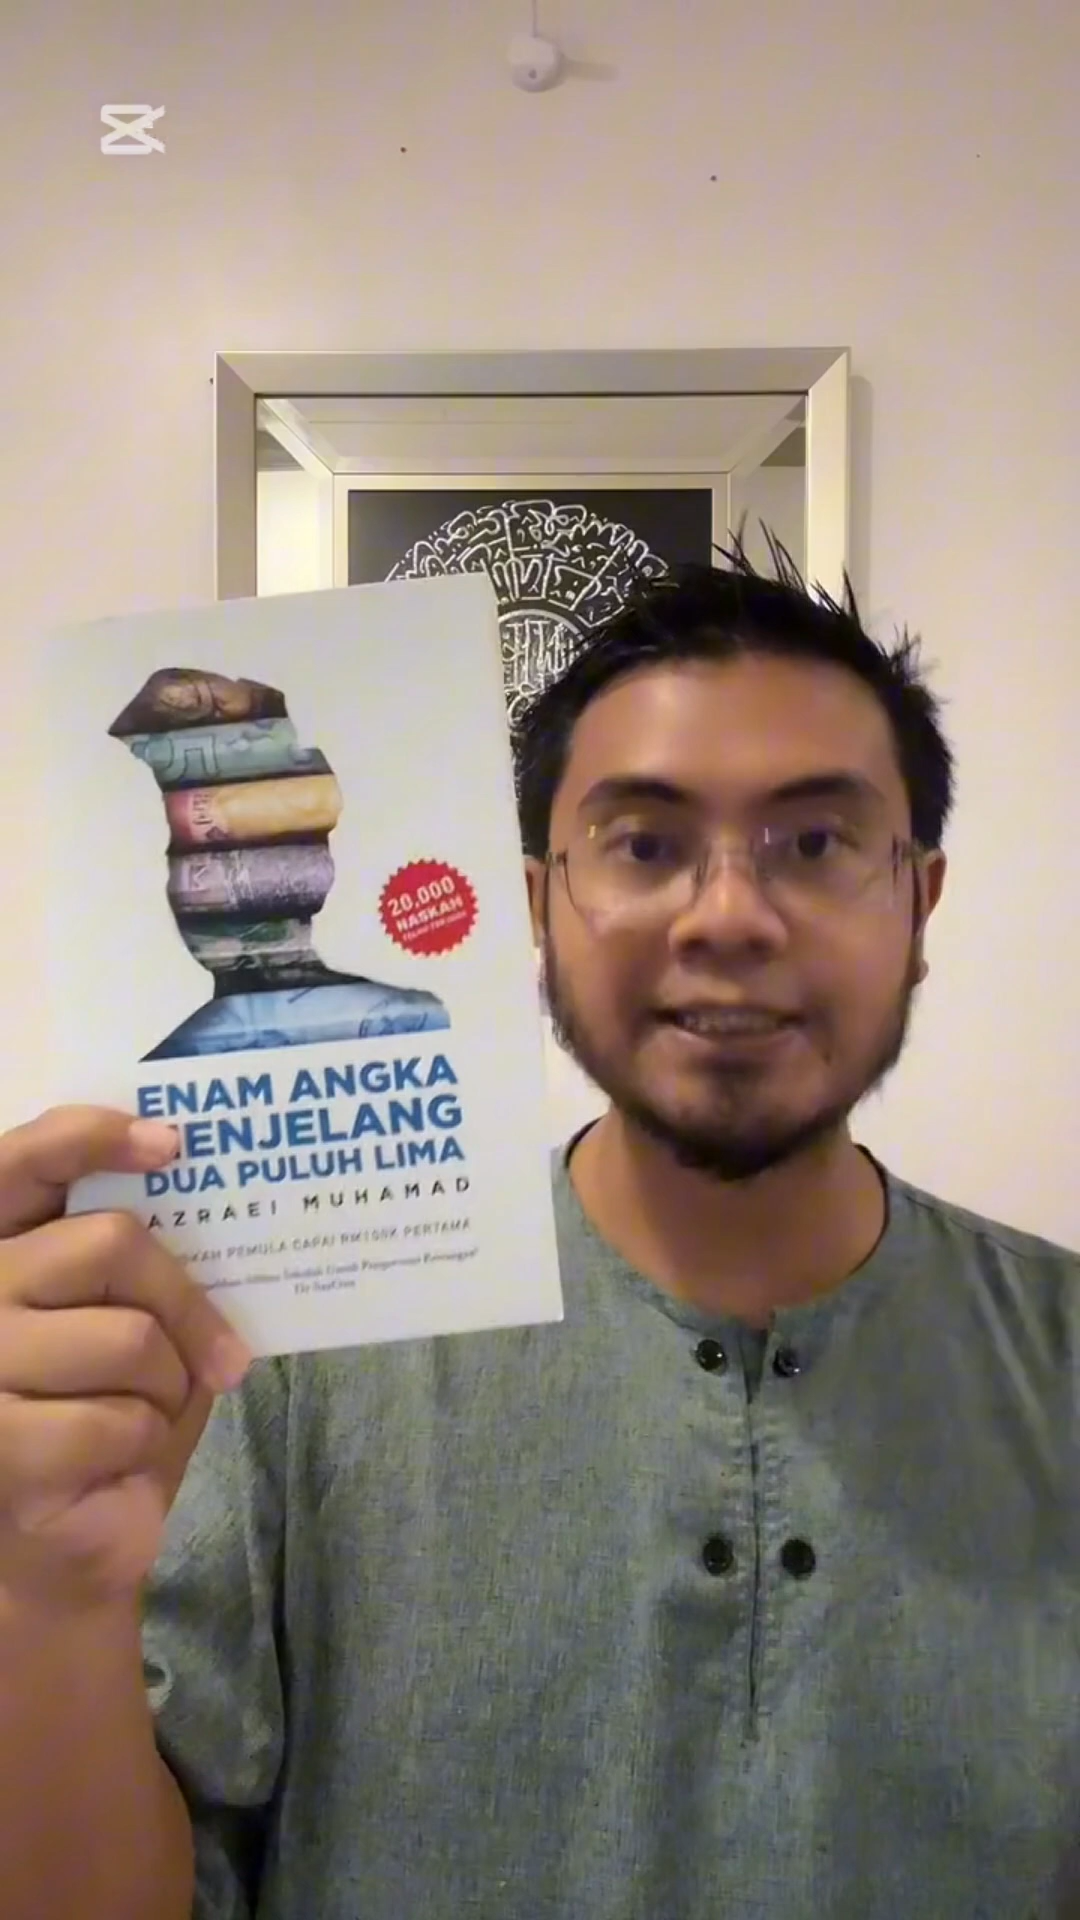 20,000
NASKAH
ENAM ANGKA
MENJELANG
DUA PULUH LIMA
AZRAEI MUHAMAD
PEMULA CAPAI RM100K PERTAMA